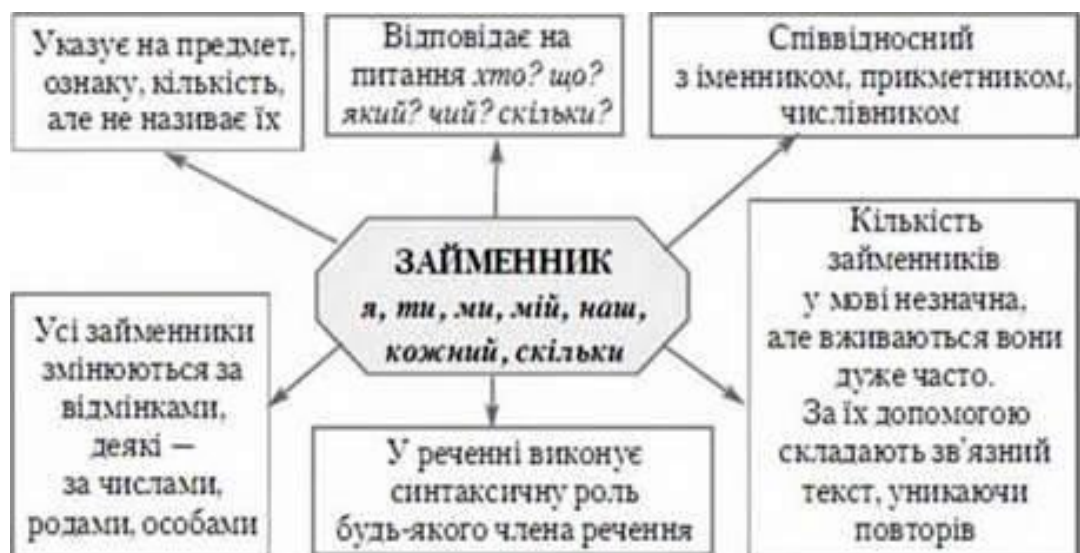 Указує на предмет,
ознаку, кількість,
але не називає їх
Відповідає на
питання хто? що?
який? чий? скільки?
Співвідносний
з іменником, прикметником,
числівником
ЗАЙМЕННИК
я, ти, ми, мій, наш,
кожний, скільки
Усі займенники
змінюються за
відмінками,
деякі —
за числами,
родами, особами
У реченні виконує
синтаксичну роль
будь-якого члена речення
Кількість
займенників
у мові незначна,
але вживаються вони
дуже часто.
За їх допомогою
складають зв'язний
текст, уникаючи
повторів